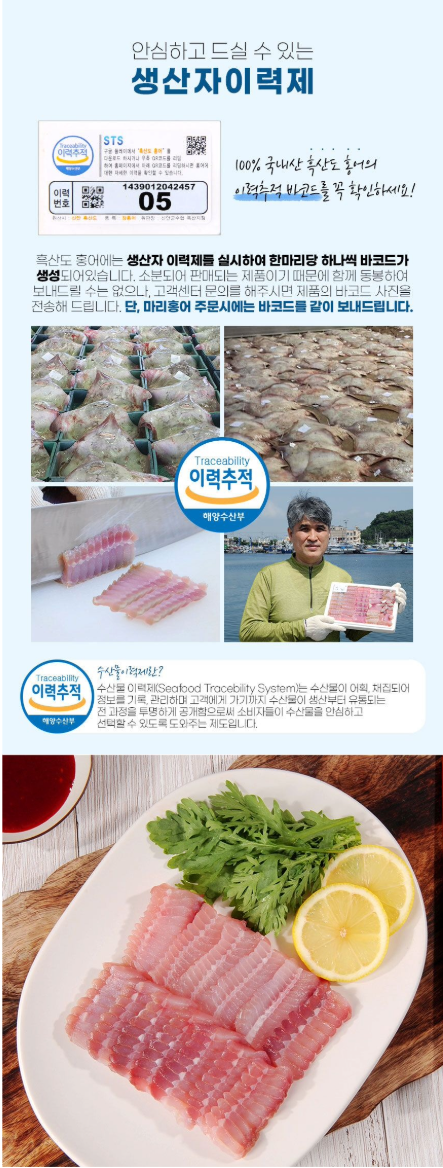 안심하고 드실 수 있는
생산자이력제
Traceability
이력추적
해양수산부
STS
이력
번호
1439012042457
05
100% 국내산 흑산도 홍어의
이력추적 바코드를 꼭 확인하세요!
흑산도 홍어에는 생산자 이력제를 실시하여 한마리당 하나씩 바코드가
생성되어있습니다. 소분되어 판매되는 제품이기 때문에 함께 동봉하여
보내드릴 수는 없으나, 고객센터 문의를 해주시면 제품의 바코드 사진을
전송해 드립니다. 단, 마리홍어 주문시에는 바코드를 같이 보내드립니다.
Traceability
이력추적
해양수산부
Traceability
이력추적
해양수산부
수산물이력제란?
수산물 이력제(Seafood Tracebility System)는 수산물이 어획, 채집되어
정보를 기록, 관리하며 고객에게 가기까지 수산물이 생산부터 유통되는
전 과정을 투명하게 공개함으로써 소비자들이 수산물을 안심하고
선택할 수 있도록 도와주는 제도입니다.